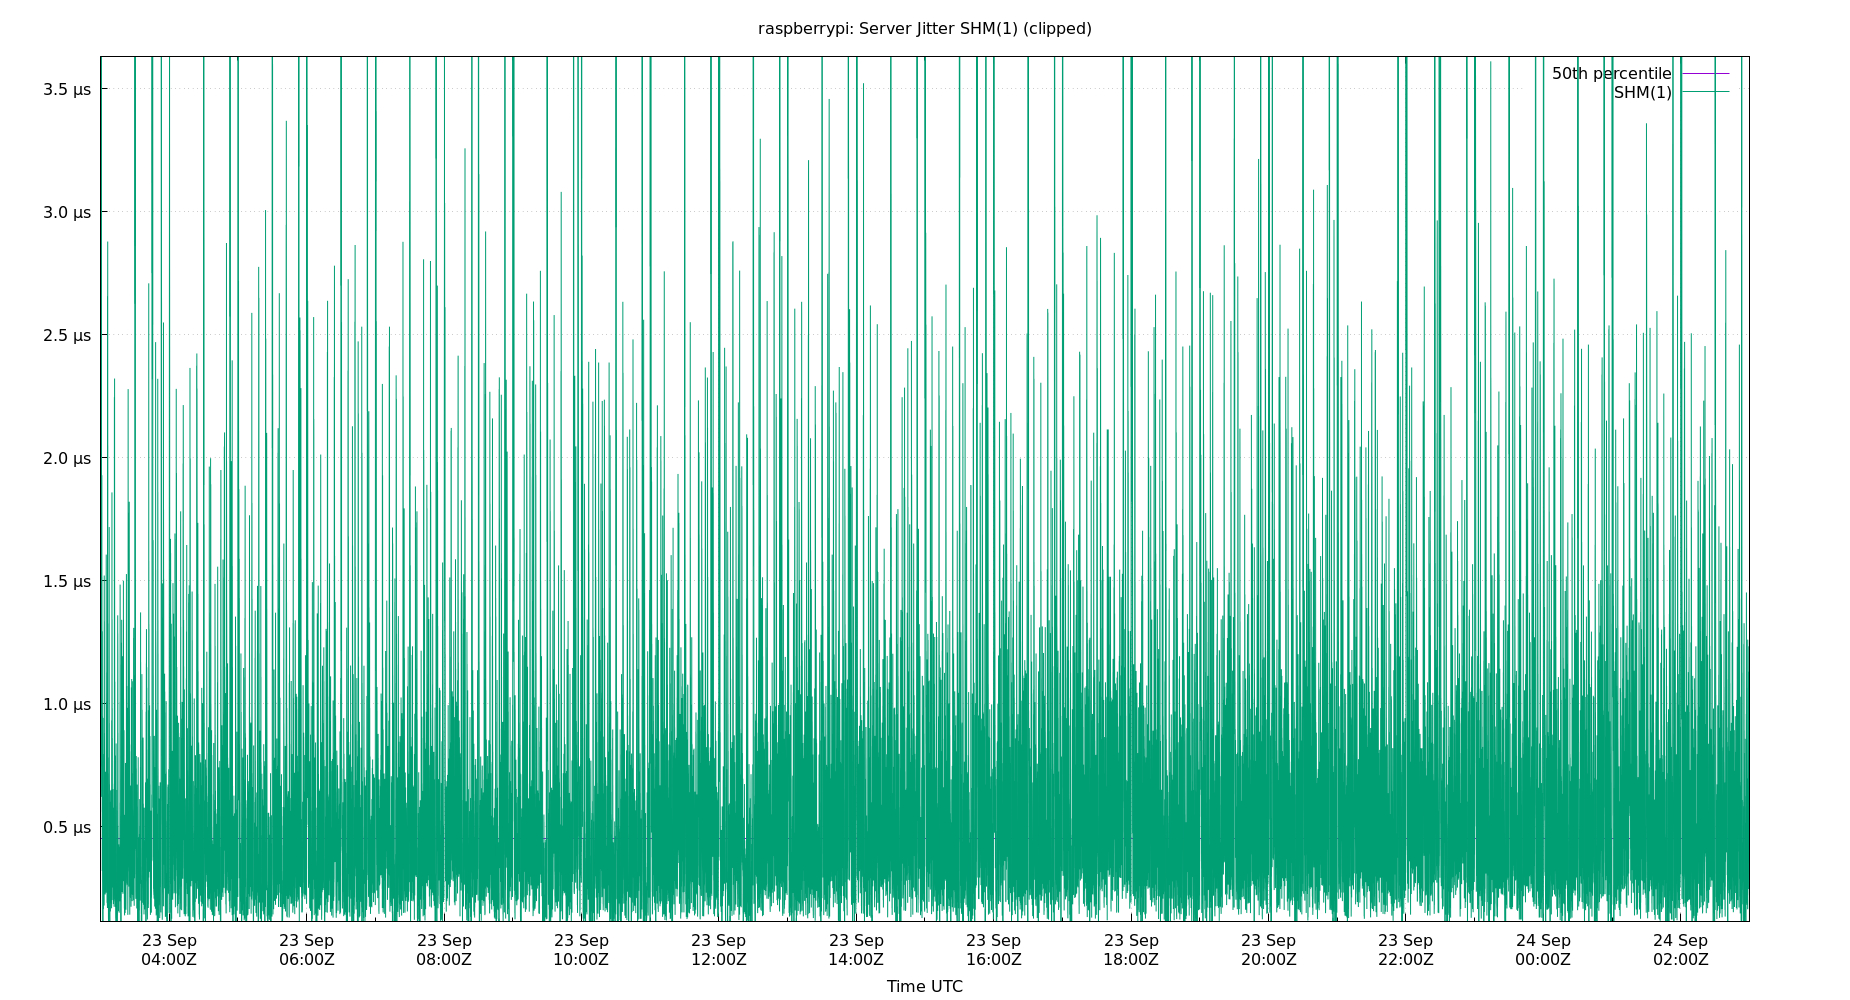 raspberrypi: Server Jitter SHM(1) (clipped)
50th percentile
SHM(1)
3.5 μs
3.0 μs
2.5 μs
2.0 μs
1.5 μs
1.0 μs
0.5 μs
23 Sep 23 Sep 23 Sep 23 Sep 23 Sep 23 Sep 23 Sep 23 Sep 23 Sep 23 Sep 24 Sep 24 Sep
04:00Z 06:00Z 08:00Z 10:00Z 12:00Z 14:00Z 16:00Z 18:00Z 20:00Z 22:00Z 00:00Z 02:00Z
Time UTC